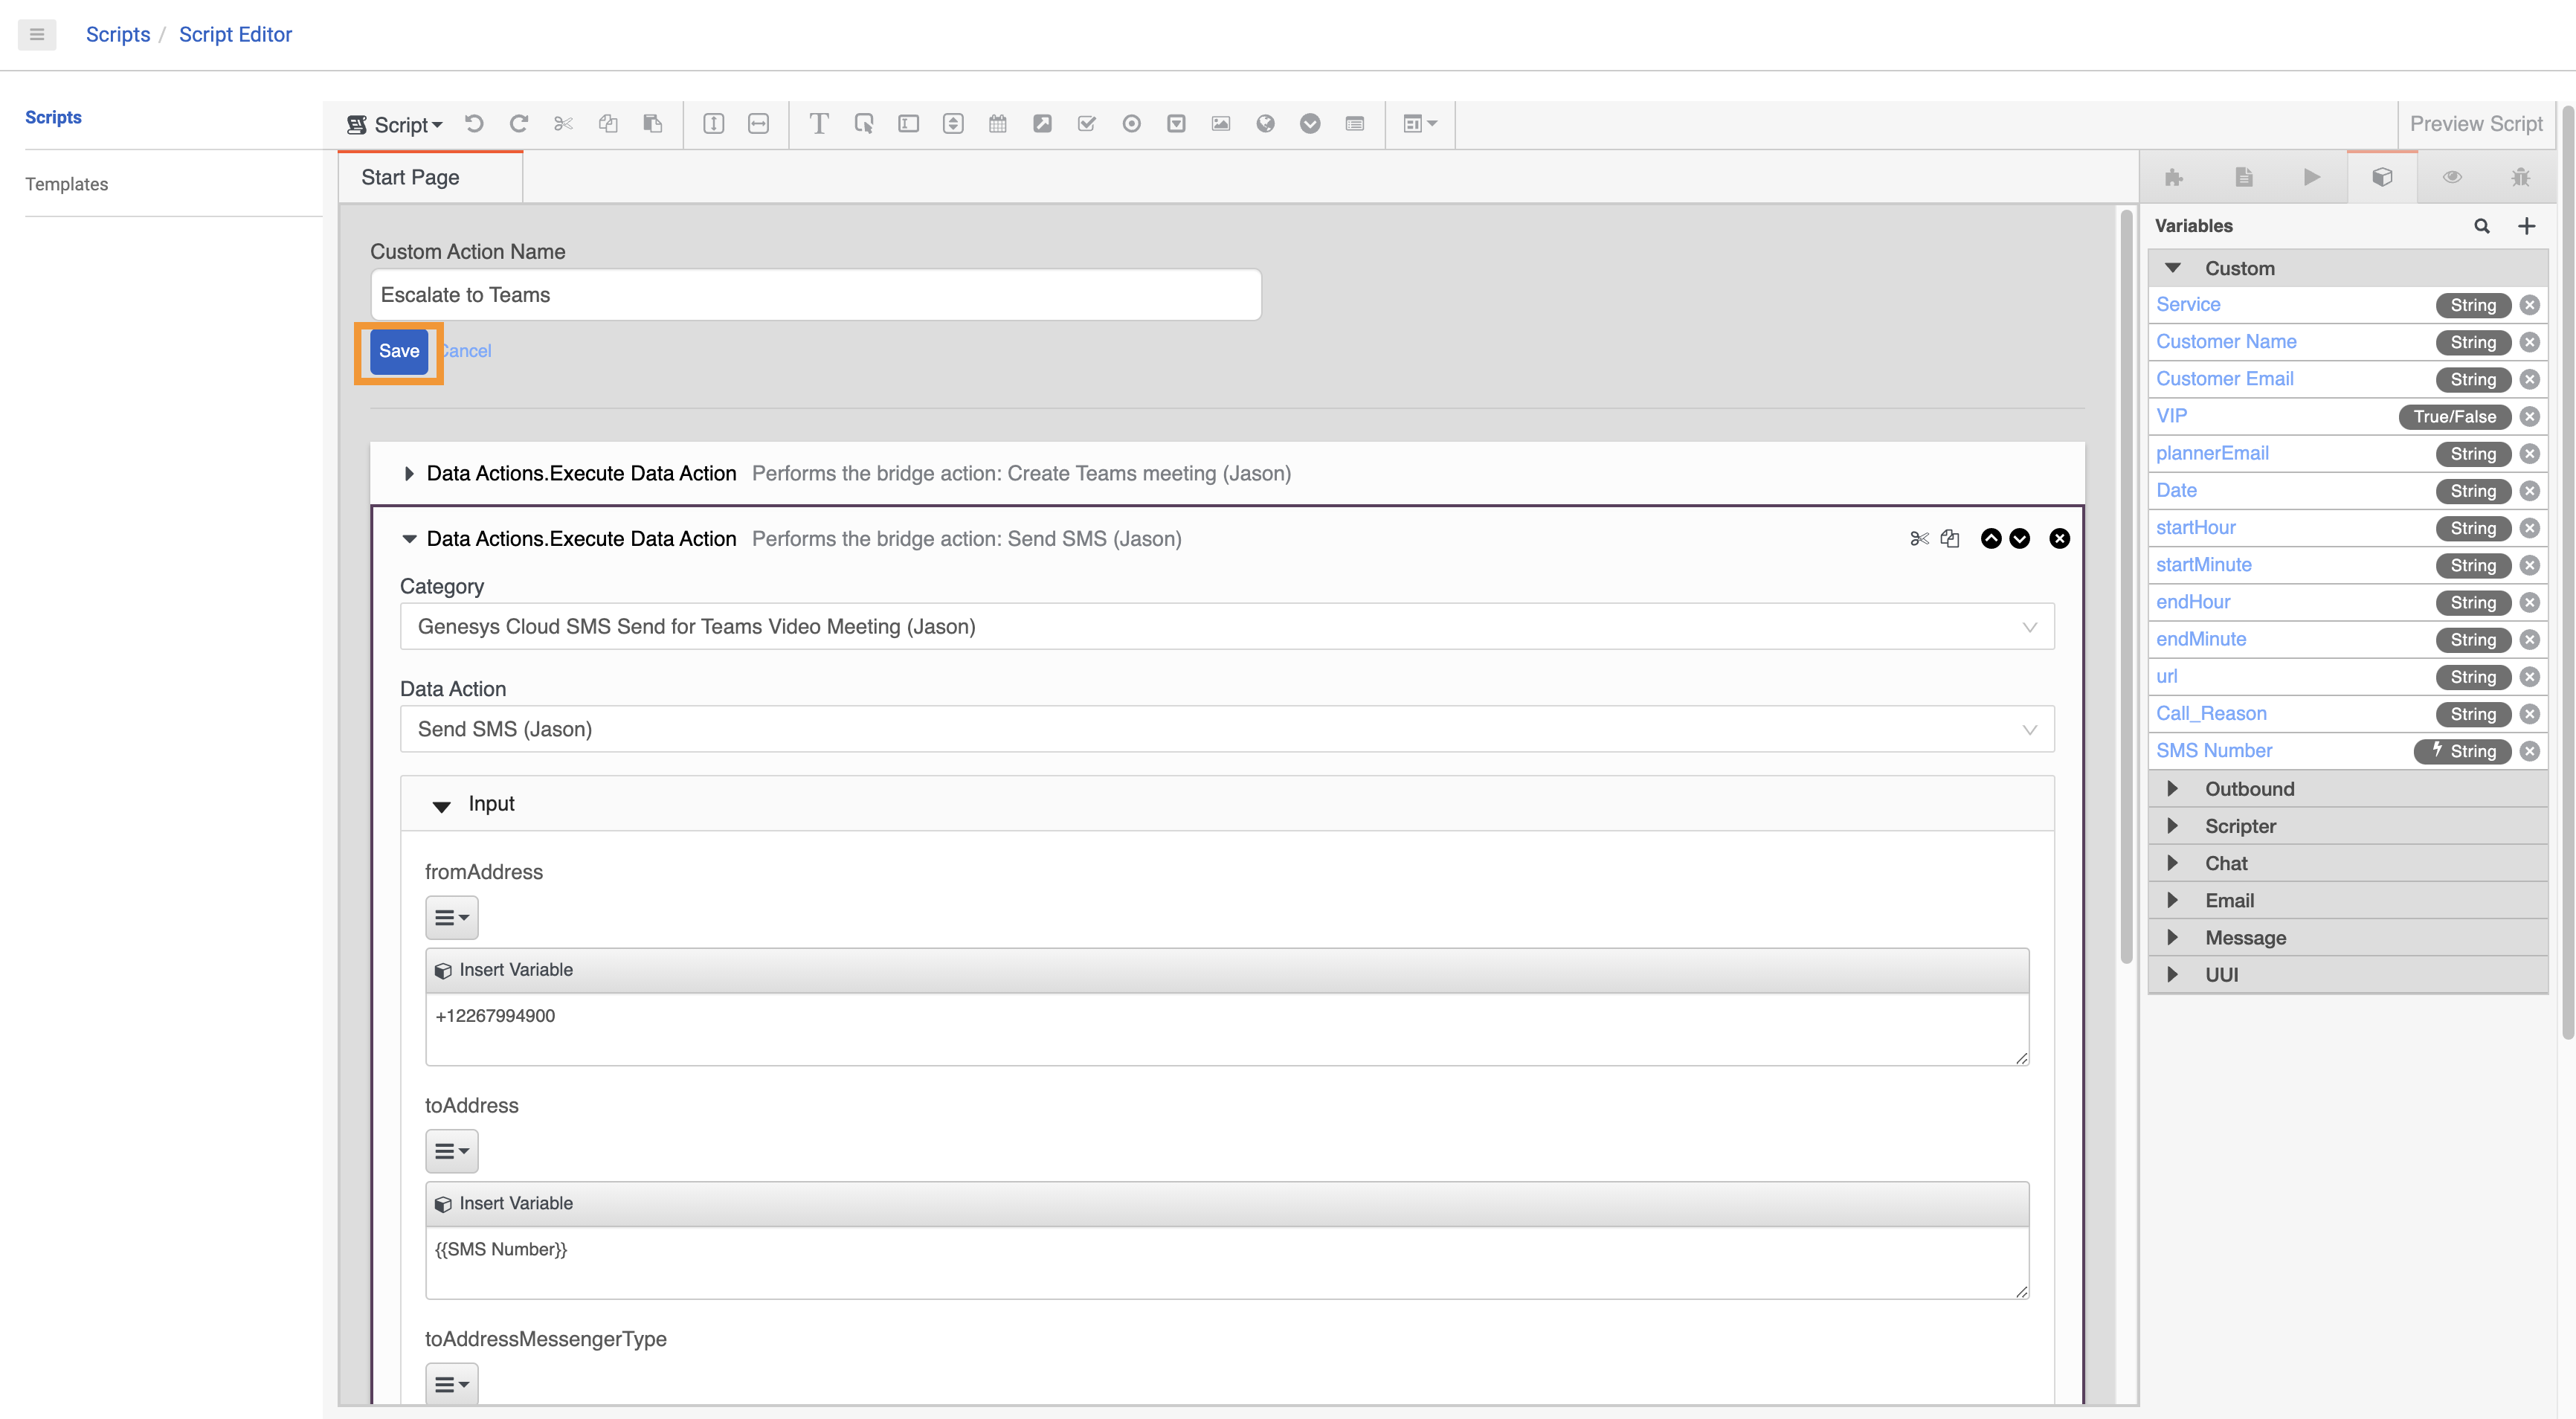 Scripts / Script Editor
Scripts
Templates
Script
Preview Script
Start Page
Custom Action Name
Escalate to Teams
Save
Cancel
Data Actions.Execute Data Action Performs the bridge action: Create Teams meeting (Jason)
Data Actions.Execute Data Action Performs the bridge action: Send SMS (Jason)
Category
Genesys Cloud SMS Send for Teams Video Meeting (Jason)
Data Action
Send SMS (Jason)
Input
fromAddress
Insert Variable
+12267994900
toAddress
Insert Variable
{{SMS Number}}
toAddressMessengerType
Variables
Custom
Service String
Customer Name String
Customer Email String
VIP True/False
plannerEmail String
Date String
startHour String
startMinute String
endHour String
endMinute String
url String
Call_Reason String
SMS Number String
Outbound
Scripter
Chat
Email
Message
UUI